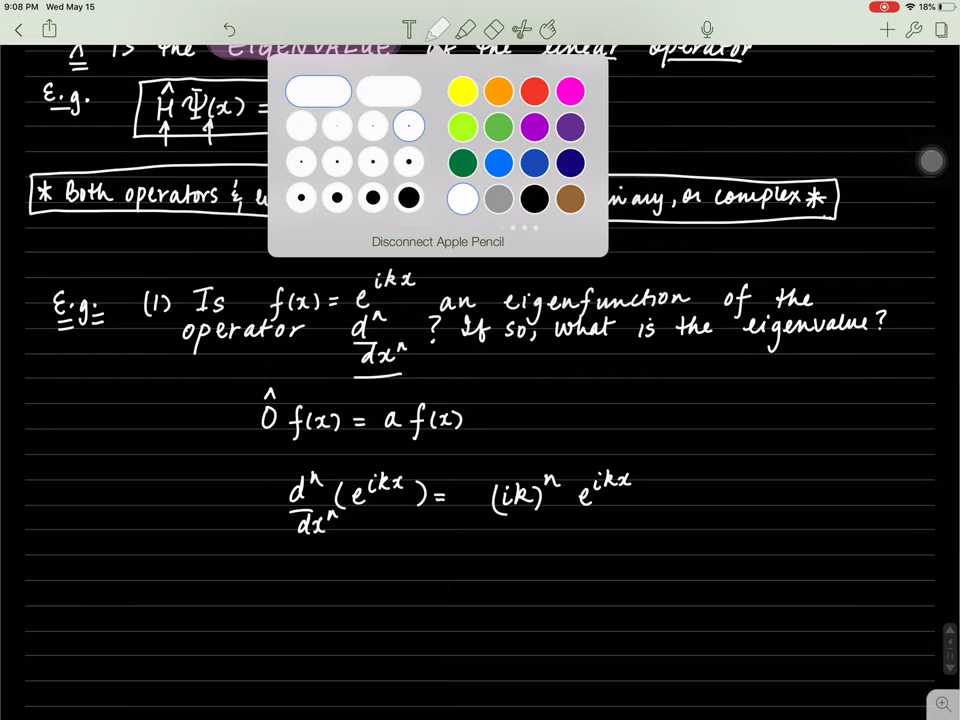 9:08 PM Wed May 15
18%
is the EIGENVALUE of the linear operator
E.g. Ĥ Ψ(x) =
* Both operators & inary, or complex *
Disconnect Apple Pencil
E.g: (1) Is f(x) = e^{ikx} an eigenfunction of the
operator d^n/dx^n ? If so, what is the eigenvalue?
Ô f(x) = a f(x)
d^n/dx^n (e^{ikx}) = (ik)^n e^{ikx}